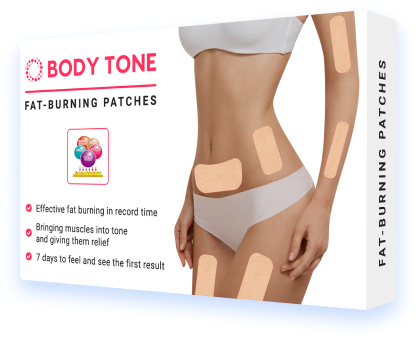 BODY TONE
FAT-BURNING PATCHES
Effective fat burning in record time
Bringing muscles into tone
and giving them relief
7 days to feel and see the first result
FAT-BURNING PATCHES